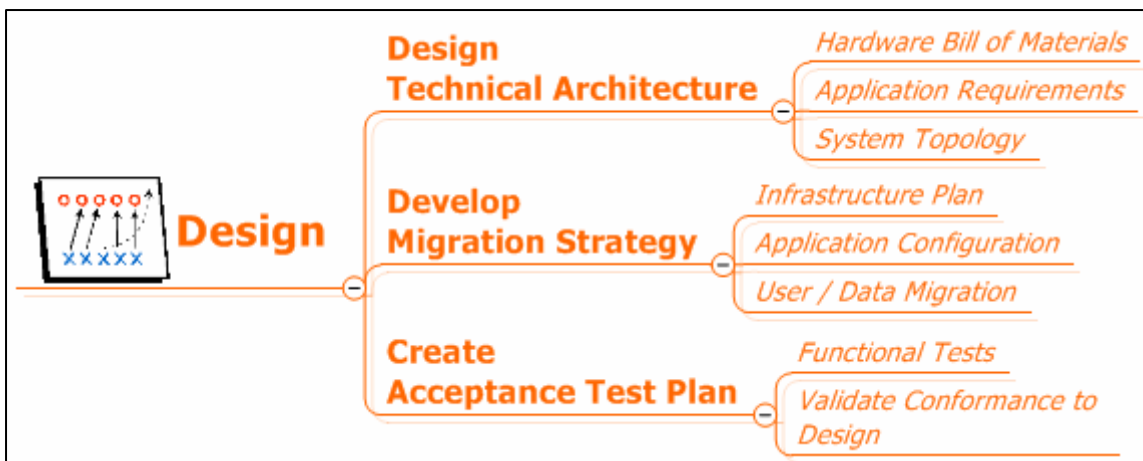 Design
Design
Technical Architecture
Hardware Bill of Materials
Application Requirements
System Topology
Develop
Migration Strategy
Infrastructure Plan
Application Configuration
User / Data Migration
Create
Acceptance Test Plan
Functional Tests
Validate Conformance to
Design